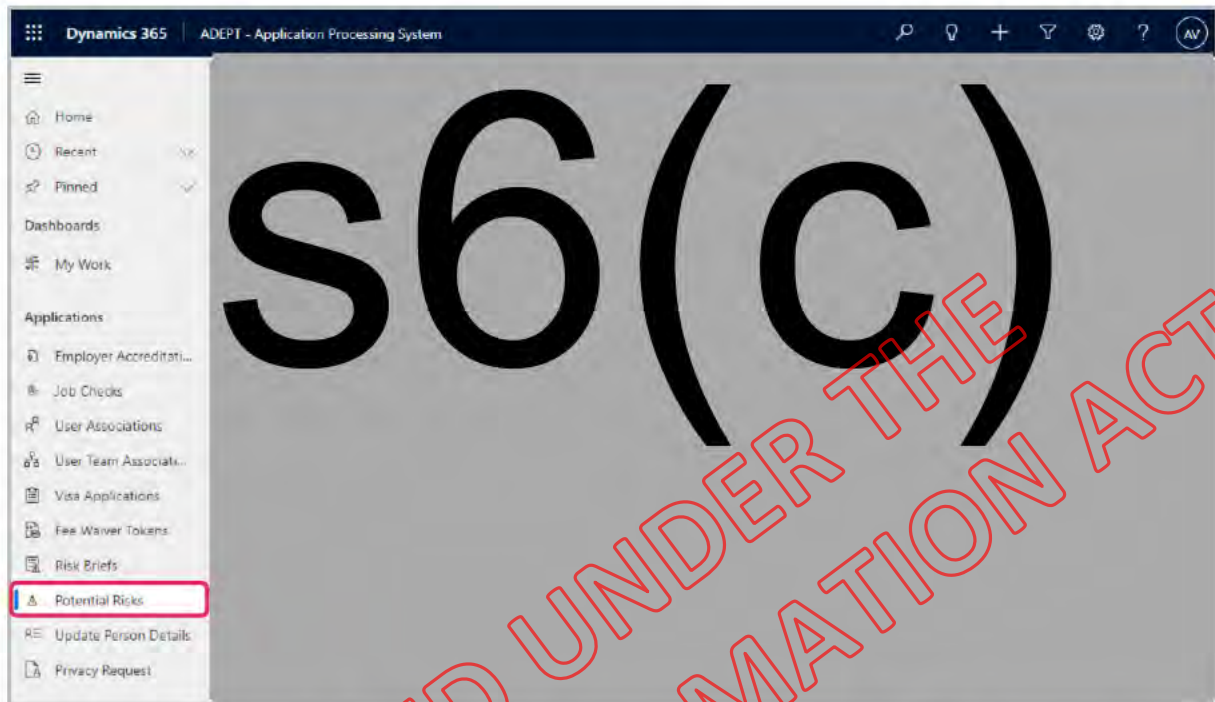 Dynamics 365 ADEPT - Application Processing System ? AV
Home
Recent
Pinned
Dashboards
My Work
Applications
Employer Accreditati...
Job Checks
User Associations
User Team Associati...
Visa Applications
Fee Waiver Tokens
Risk Briefs
Potential Risks
Update Person Details
Privacy Request
s6(c)
UNDER THE
MATION ACT